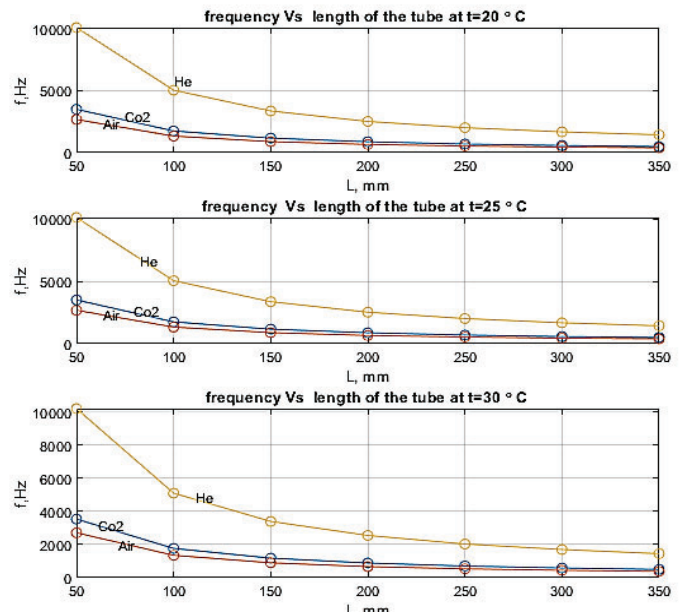 frequency Vs length of the tube at t=20 ° C
10000
5000
0
f,Hz
He
Co2
Air
50 100 150 200 250 300 350
L, mm
frequency Vs length of the tube at t=25 ° C
10000
5000
0
f,Hz
He
Co2
Air
50 100 150 200 250 300 350
L, mm
frequency Vs length of the tube at t=30 ° C
10000
8000
6000
4000
2000
0
f,Hz
He
Co2
Air
50 100 150 200 250 300 350
L, mm